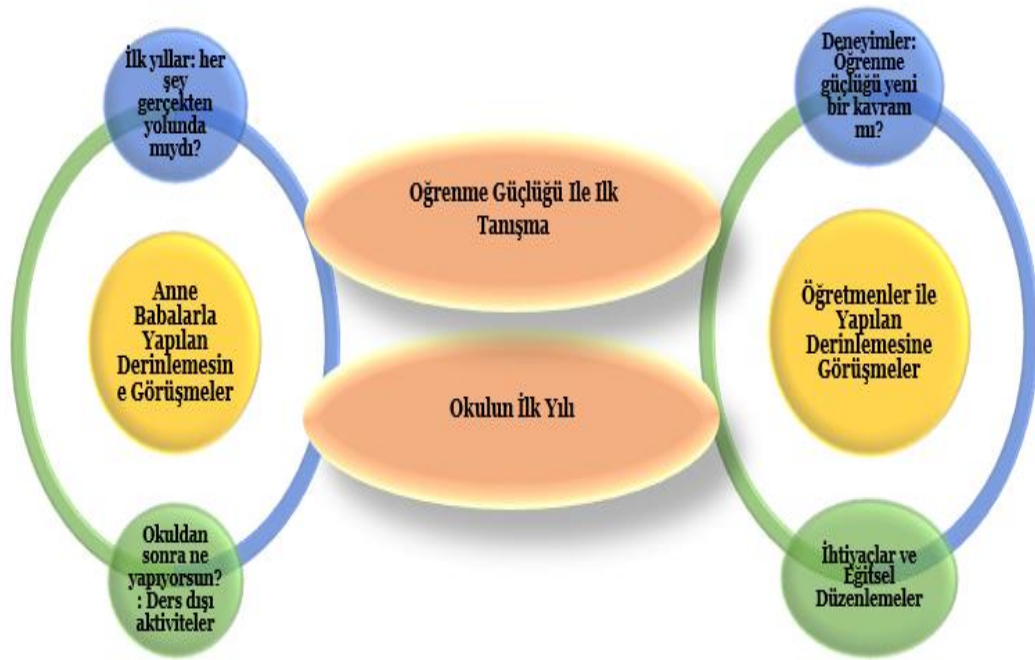 İlk yıllar: her
şey
gerçekten
yolunda
mıydı?
Anne
Babalarla
Yapılan
Derinlemesin
e Görüşmeler
Okuldan
sonra ne
yapıyorsun?
: Ders dışı
aktiviteler
Oğrenme Güçlüğü Ile Ilk
Tanışma
Okulun İlk Yılı
Deneyimler:
Öğrenme
güçlüğü yeni
bir kavram
mı?
Öğretmenler ile
Yapılan
Derinlemesine
Görüşmeler
İhtiyaçlar ve
Eğitsel
Düzenlemeler